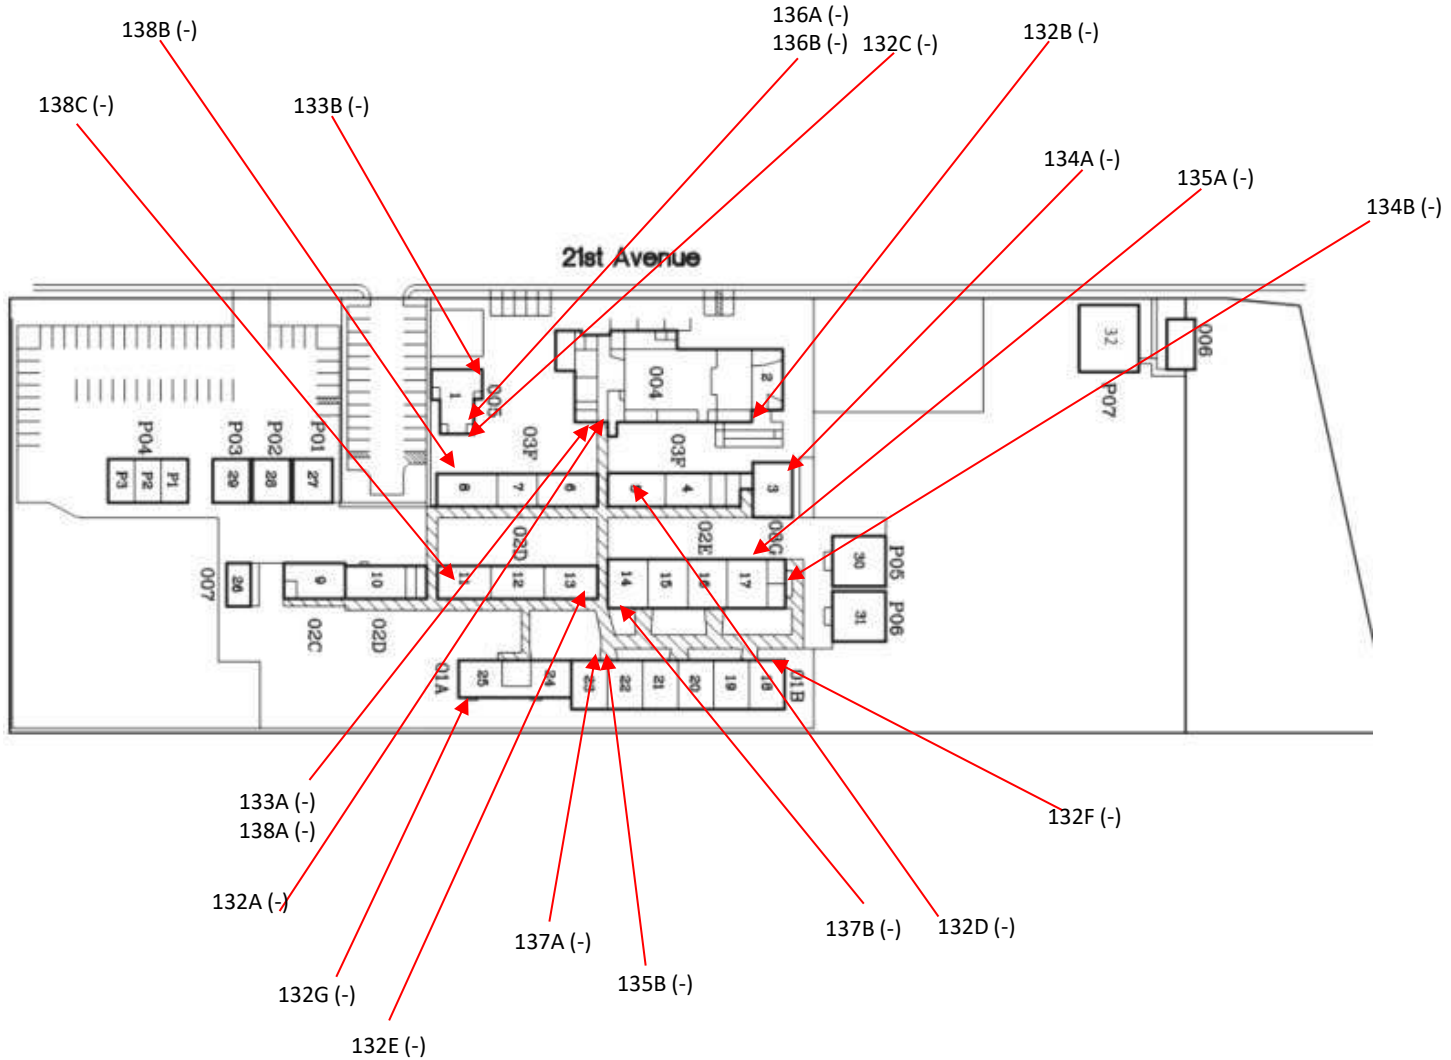 136A (-)
138B (-)
136B (-)
132C (-)
132B (-)
138C (-)
133B (-)
134A (-)
135A (-)
134B (-)
21st Avenue
32
006
P07
2
004
1
005
03F
03F
P04
P03
P02
P01
P3
P2
P1
29
28
27
8
7
6
5
4
3
02D
02E
03G
P05
30
007
26
9
10
11
12
13
14
15
16
17
P06
31
02C
02D
01A
25
24
23
22
21
20
19
18
01B
133A (-)
138A (-)
132F (-)
132A (-)
137A (-)
137B (-)
132D (-)
132G (-)
135B (-)
132E (-)